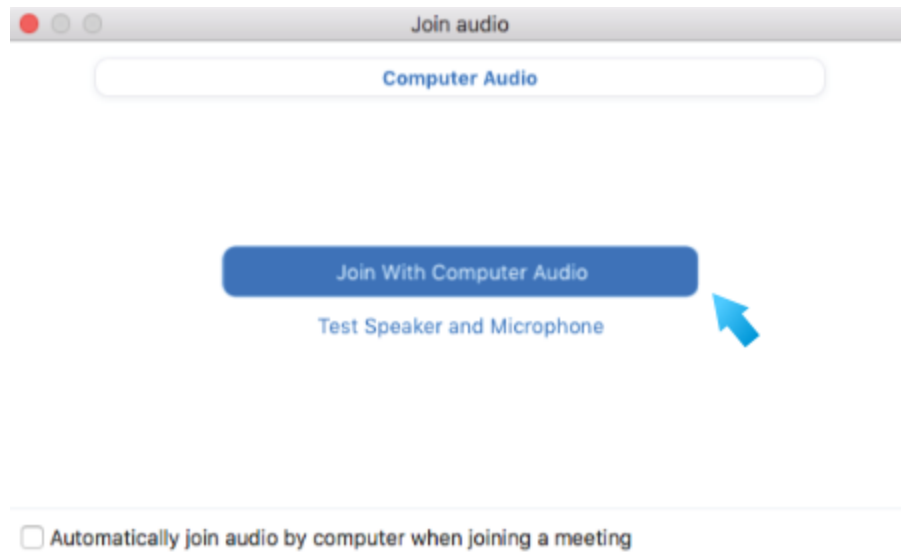 Join audio
Computer Audio
Join With Computer Audio
Test Speaker and Microphone
Automatically join audio by computer when joining a meeting